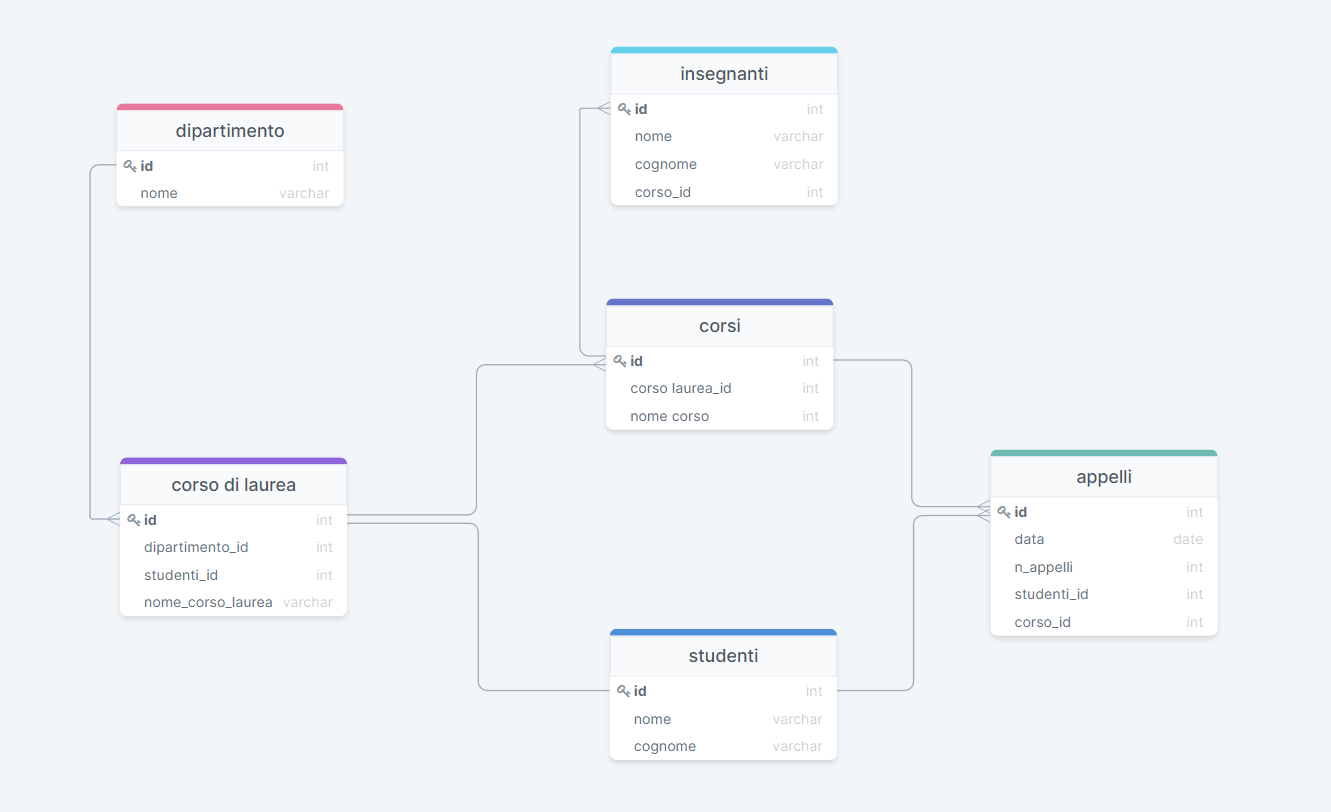 insegnanti
id int
nome varchar
cognome varchar
corso_id int
dipartimento
id int
nome varchar
corsi
id int
corso laurea_id int
nome corso int
corso di laurea
id int
dipartimento_id int
studenti_id int
nome_corso_laurea varchar
appelli
id int
data date
n_appelli int
studenti_id int
corso_id int
studenti
id int
nome varchar
cognome varchar